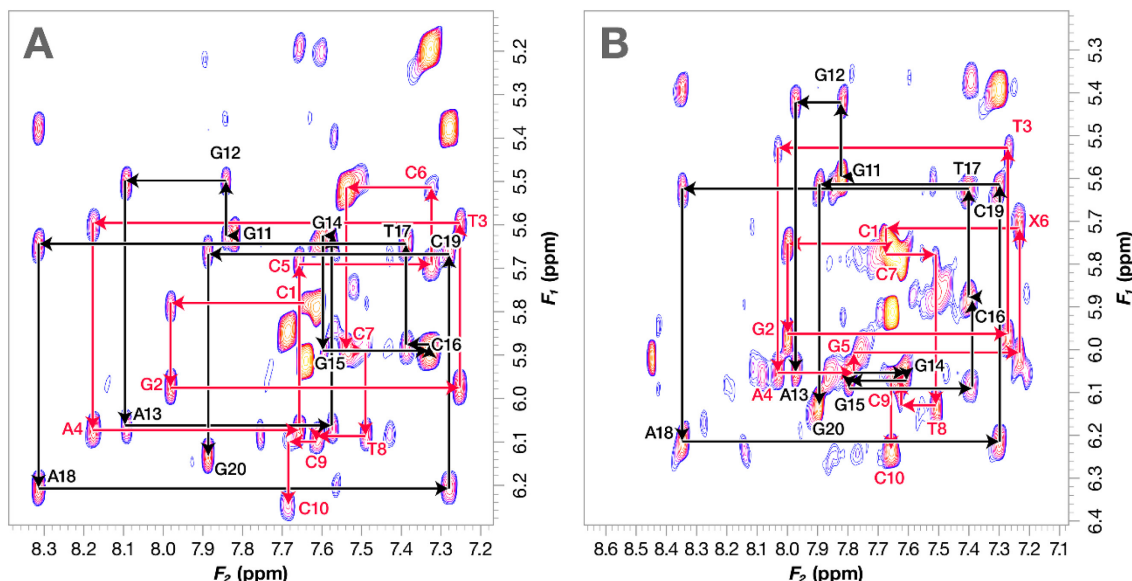 A
5.2
5.3
5.4
5.5
5.6
5.7
5.8
5.9
6.0
6.1
6.2
F1 (ppm)
G12
C6
T3
G11
G14
T17
C19
C5
C1
C7
C16
G15
G2
A4
A13
C9
T8
A18
G20
C10
8.3 8.2 8.1 8.0 7.9 7.8 7.7 7.6 7.5 7.4 7.3 7.2
F2 (ppm)
B
5.3
5.4
5.5
5.6
5.7
5.8
5.9
6.0
6.1
6.2
6.3
6.4
F1 (ppm)
G12
T3
G11
T17
C19
X6
C1
C7
C16
G2
G5
G14
A4
A13
G15
C9
G20
T8
A18
C10
8.6 8.5 8.4 8.3 8.2 8.1 8.0 7.9 7.8 7.7 7.6 7.5 7.4 7.3 7.2 7.1
F2 (ppm)